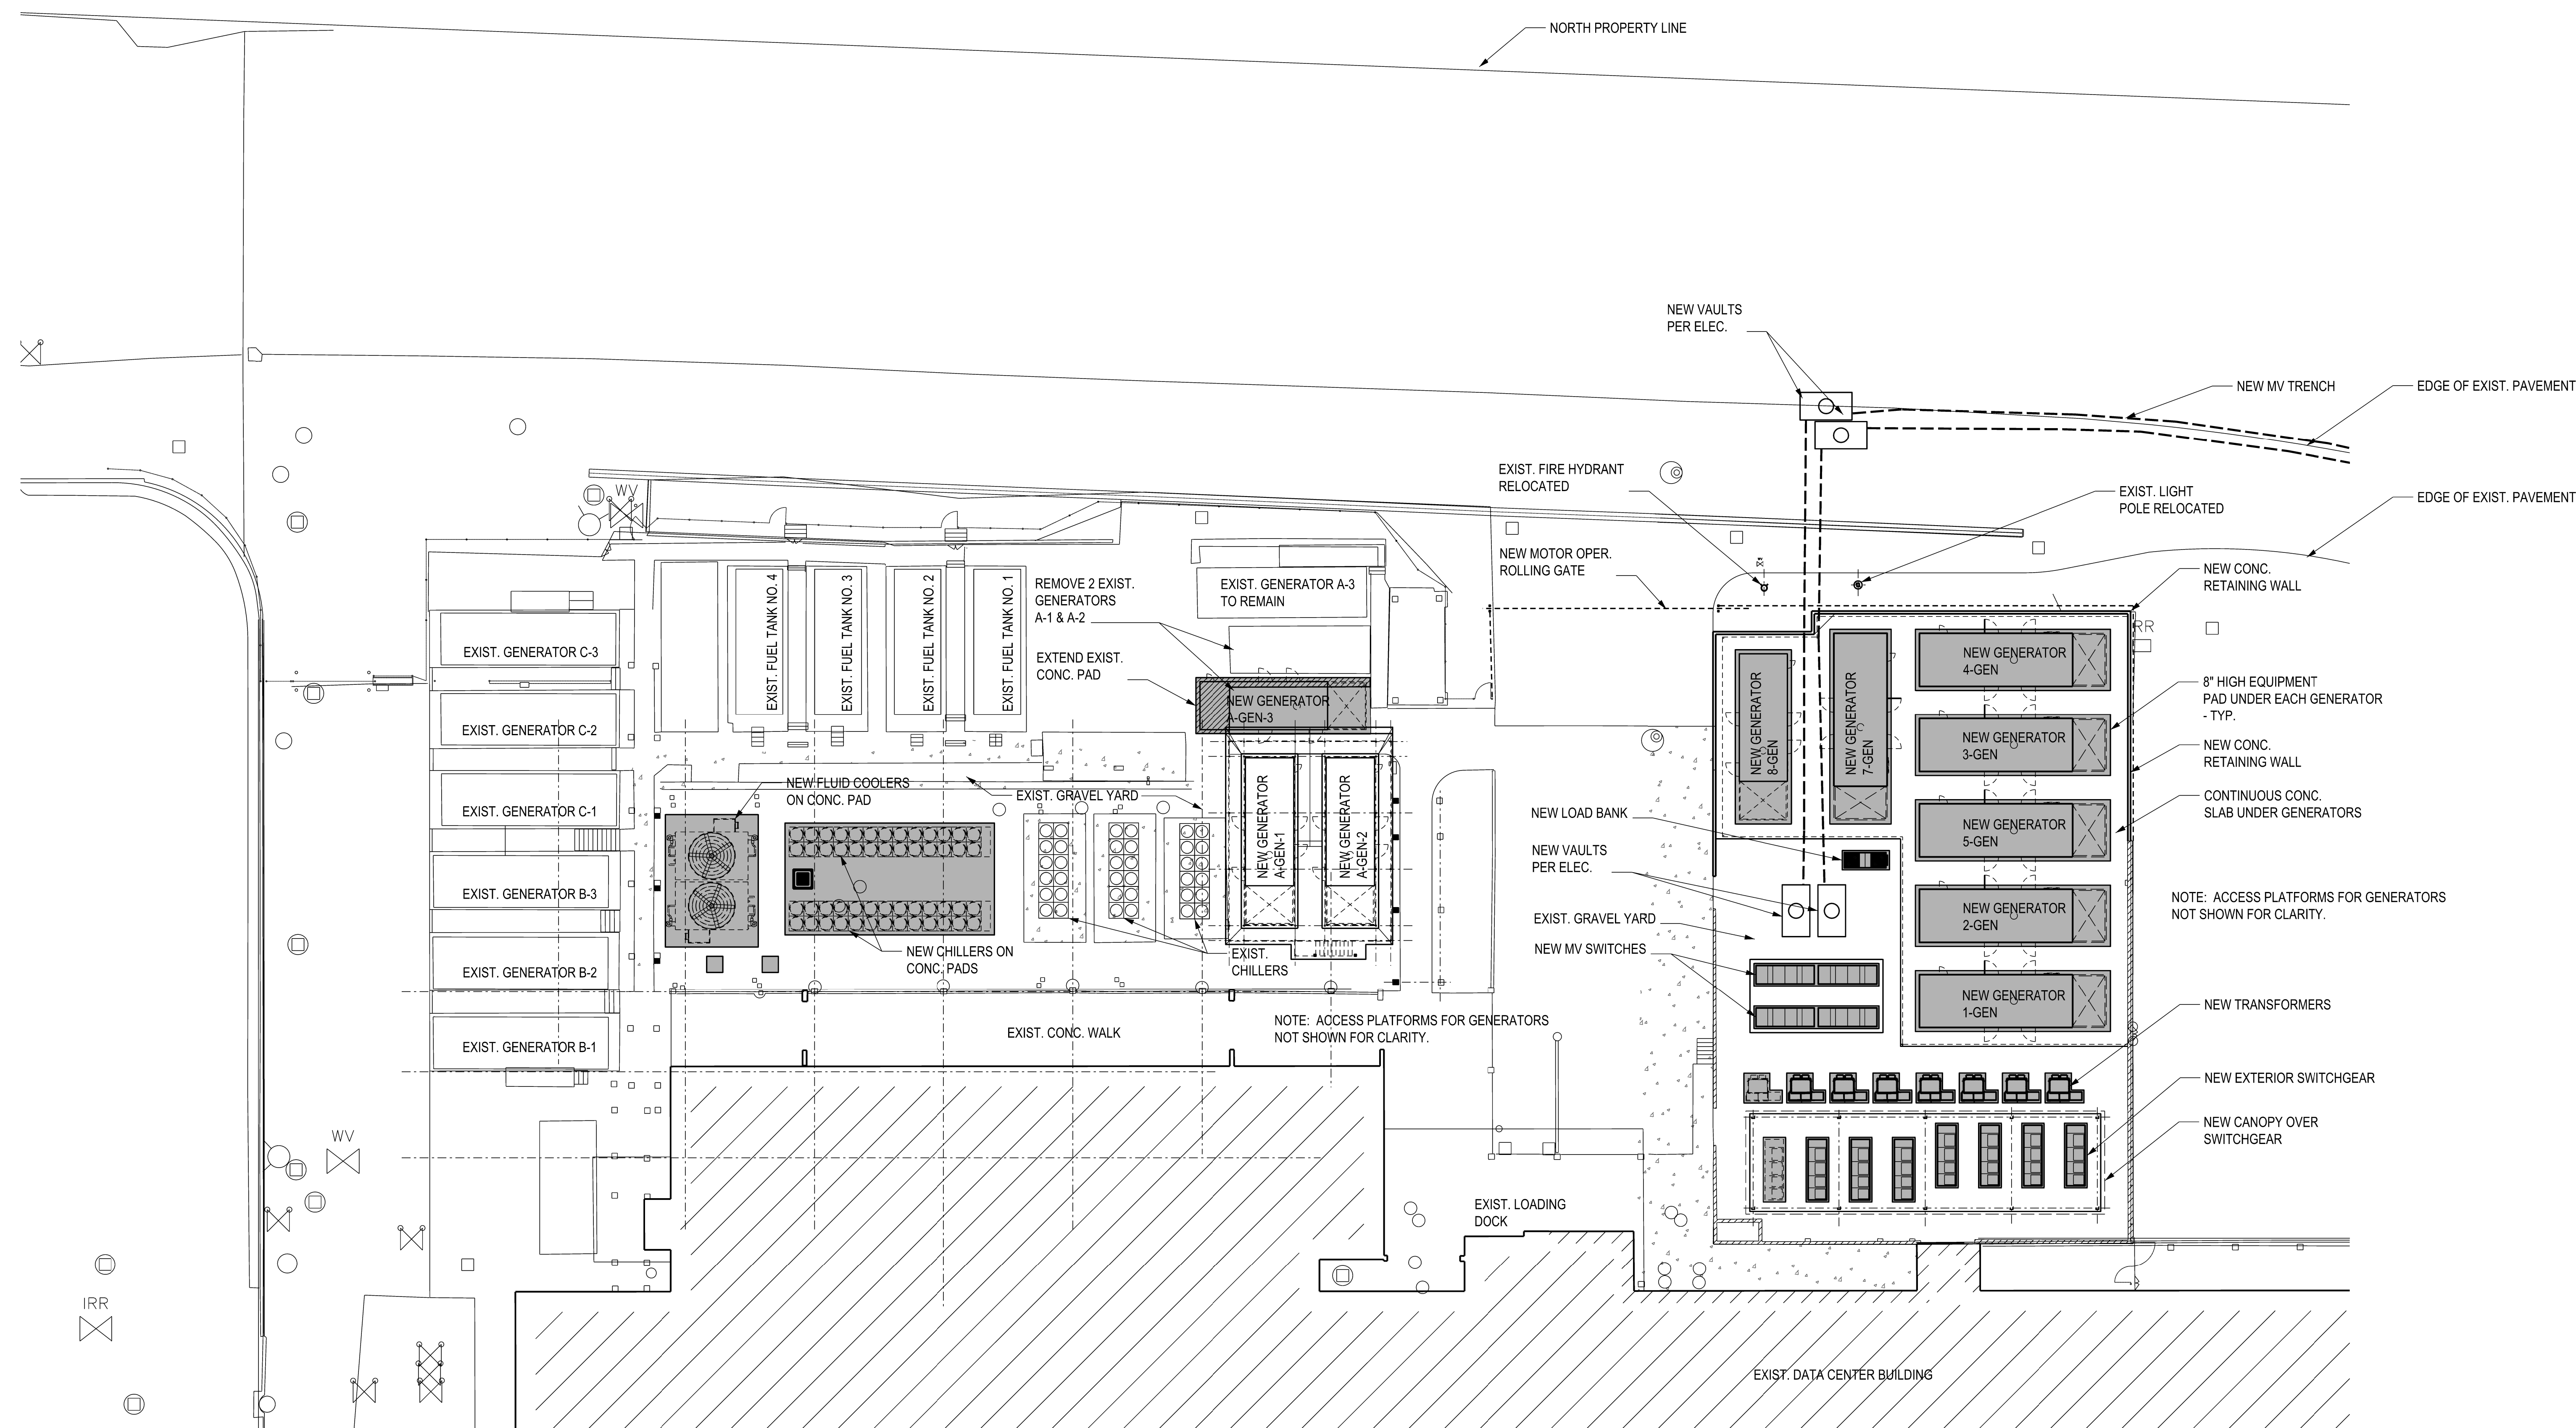 NORTH PROPERTY LINE
NEW VAULTS
PER ELEC.
NEW MV TRENCH
EDGE OF EXIST. PAVEMENT
EXIST. FIRE HYDRANT
RELOCATED
EXIST. LIGHT
POLE RELOCATED
EDGE OF EXIST. PAVEMENT
WV
NEW MOTOR OPER.
ROLLING GATE
NEW CONC.
RETAINING WALL
REMOVE 2 EXIST.
GENERATORS
A-1 & A-2
EXIST. GENERATOR A-3
TO REMAIN
EXIST. FUEL TANK NO. 4
EXIST. FUEL TANK NO. 3
EXIST. FUEL TANK NO. 2
EXIST. FUEL TANK NO. 1
EXTEND EXIST.
CONC. PAD
NEW GENERATOR
A-GEN-3
EXIST. GENERATOR C-3
EXIST. GENERATOR C-2
EXIST. GENERATOR C-1
EXIST. GENERATOR B-3
EXIST. GENERATOR B-2
EXIST. GENERATOR B-1
NEW FLUID COOLERS
ON CONC. PAD
EXIST. GRAVEL YARD
NEW GENERATOR
A-GEN-1
NEW GENERATOR
A-GEN-2
NEW CHILLERS ON
CONC. PADS
EXIST.
CHILLERS
EXIST. CONC. WALK
NOTE: ACCESS PLATFORMS FOR GENERATORS
NOT SHOWN FOR CLARITY.
NEW GENERATOR
8-GEN
NEW GENERATOR
7-GEN
NEW GENERATOR
4-GEN
NEW GENERATOR
3-GEN
NEW GENERATOR
5-GEN
NEW GENERATOR
2-GEN
NEW GENERATOR
1-GEN
RR
8" HIGH EQUIPMENT
PAD UNDER EACH GENERATOR
- TYP.
NEW CONC.
RETAINING WALL
CONTINUOUS CONC.
SLAB UNDER GENERATORS
NEW LOAD BANK
NEW VAULTS
PER ELEC.
EXIST. GRAVEL YARD
NEW MV SWITCHES
NOTE: ACCESS PLATFORMS FOR GENERATORS
NOT SHOWN FOR CLARITY.
NEW TRANSFORMERS
NEW EXTERIOR SWITCHGEAR
NEW CANOPY OVER
SWITCHGEAR
WV
EXIST. LOADING
DOCK
IRR
EXIST. DATA CENTER BUILDING